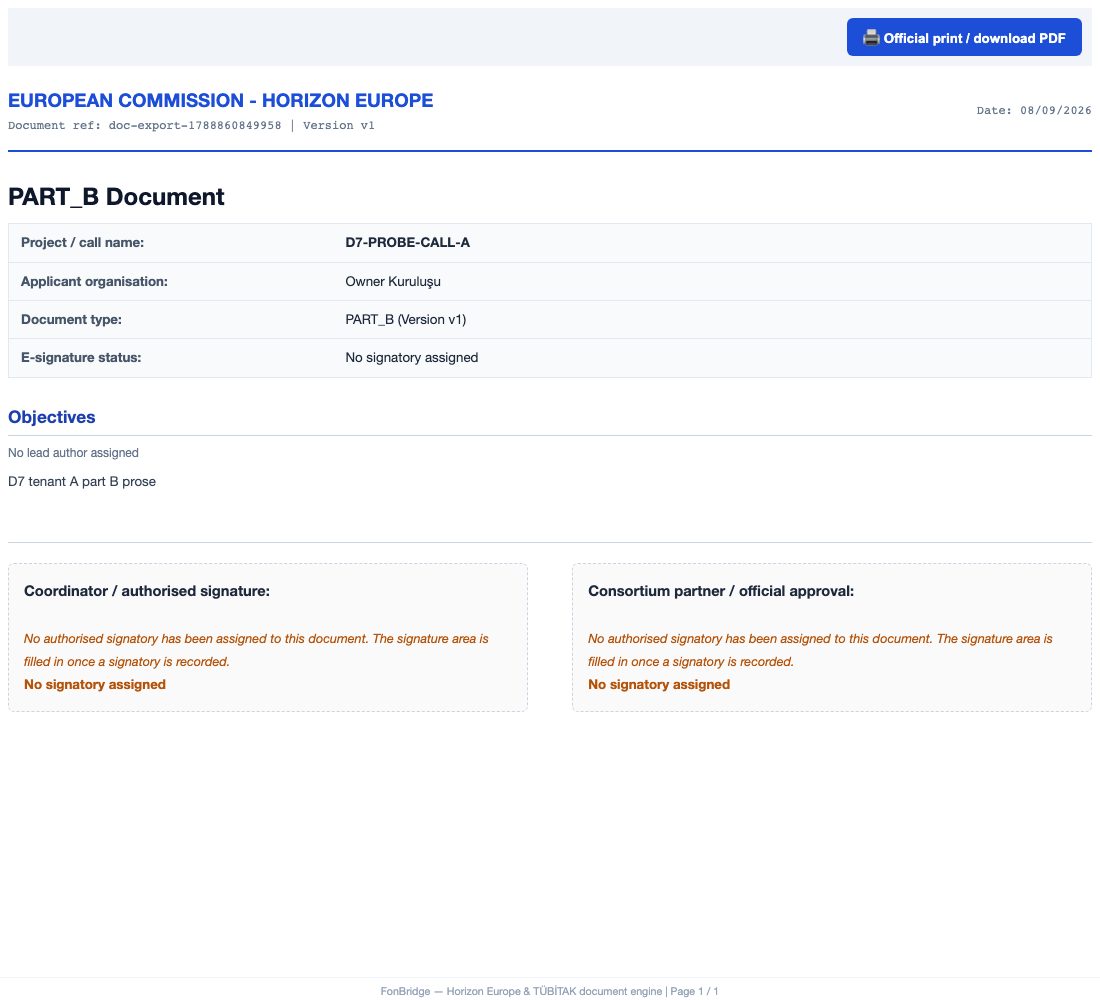 Official print / download PDF
EUROPEAN COMMISSION - HORIZON EUROPE
Document ref: doc-export-1788860849958 | Version v1
Date: 08/09/2026
PART_B Document
Project / call name: D7-PROBE-CALL-A
Applicant organisation: Owner Kuruluşu
Document type: PART_B (Version v1)
E-signature status: No signatory assigned
Objectives
No lead author assigned
D7 tenant A part B prose
Coordinator / authorised signature:
No authorised signatory has been assigned to this document. The signature area is
filled in once a signatory is recorded.
No signatory assigned
Consortium partner / official approval:
No authorised signatory has been assigned to this document. The signature area is
filled in once a signatory is recorded.
No signatory assigned
FonBridge — Horizon Europe & TÜBİTAK document engine | Page 1 / 1